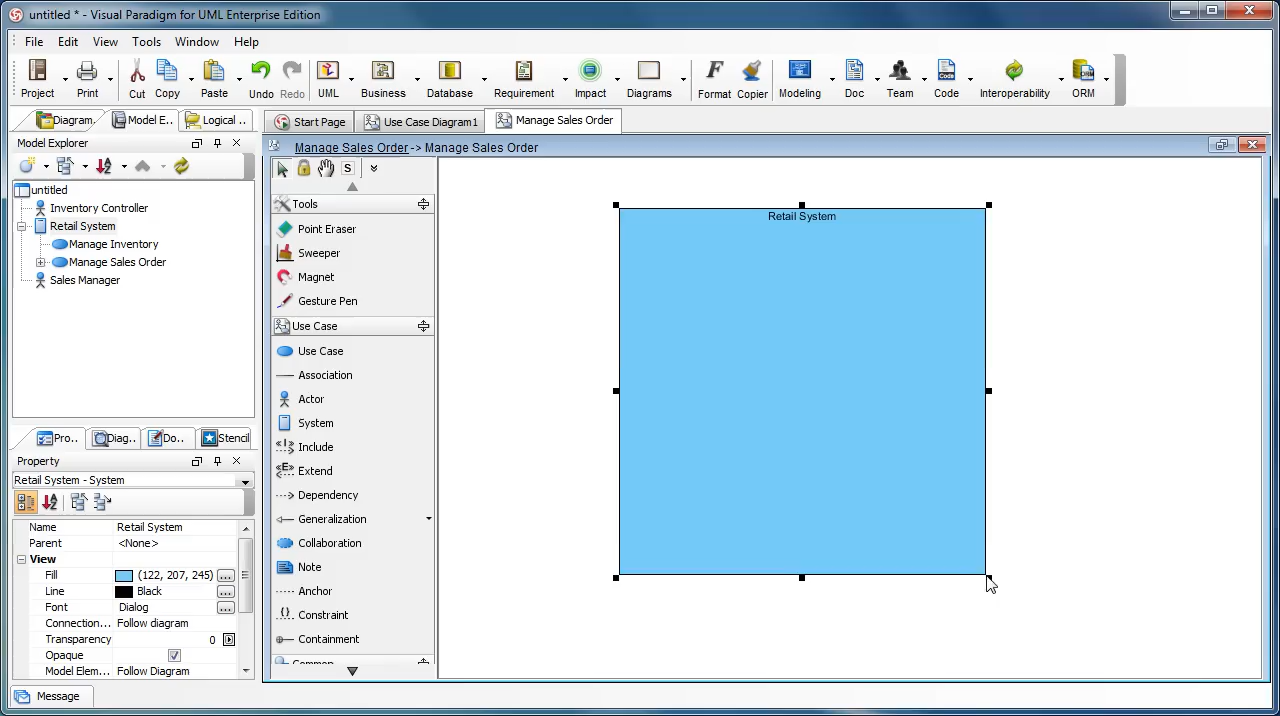 untitled * - Visual Paradigm for UML Enterprise Edition
File Edit View Tools Window Help
Project Print Cut Copy Paste Undo Redo UML Business Database Requirement Impact Diagrams Format Copier Modeling Doc Team Code Interoperability ORM
Diagram. Model E.. Logical .. Start Page Use Case Diagram1 Manage Sales Order
Model Explorer
Manage Sales Order -> Manage Sales Order
S
untitled
Inventory Controller
Retail System
Manage Inventory
Manage Sales Order
Sales Manager
Tools
Point Eraser
Sweeper
Magnet
Gesture Pen
Use Case
Use Case
Association
Actor
System
Include
Extend
Dependency
Generalization
Collaboration
Note
Anchor
Constraint
Containment
Common
Retail System
Pro.. Diag.. Do.. Stencil
Property
Retail System - System
Name Retail System
Parent <None>
View
Fill (122, 207, 245) ...
Line Black ...
Font Dialog ...
Connection... Follow diagram
Transparency 0
Opaque
Model Elem... Follow Diagram
Message